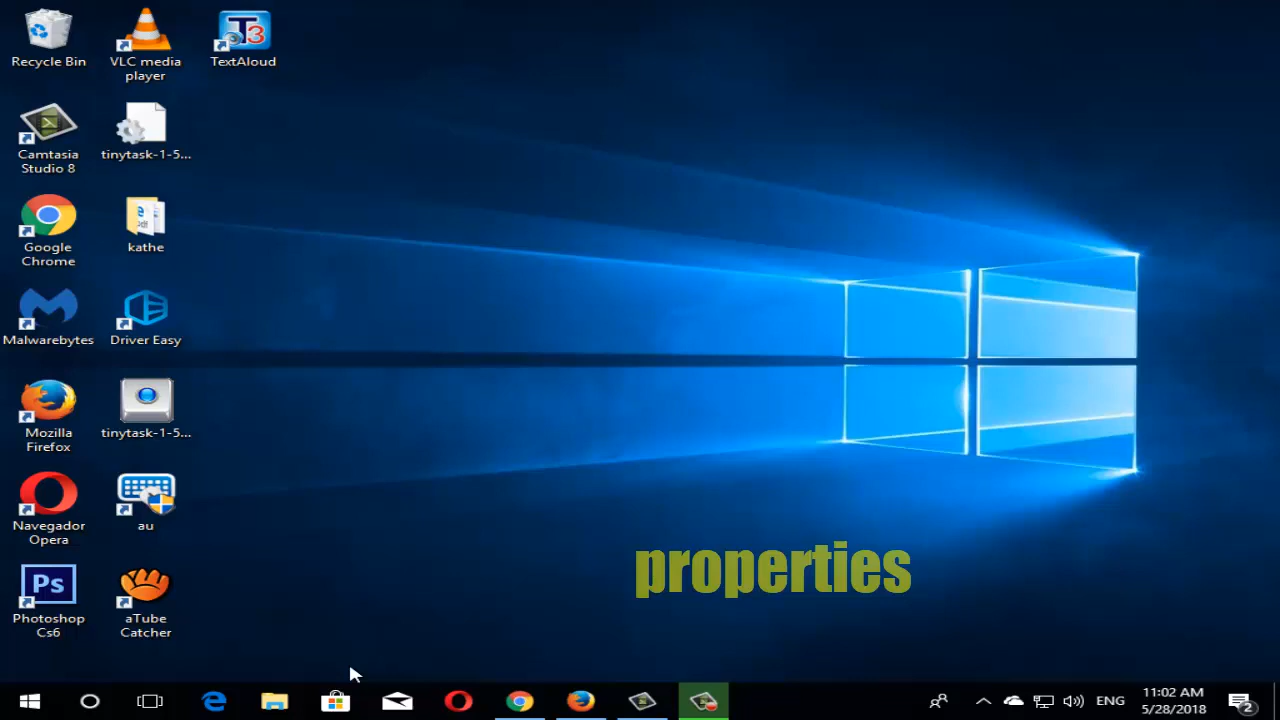 Recycle Bin
VLC media
player
TextAloud
Camtasia
Studio 8
tinytask-1-5...
Google
Chrome
kathe
Malwarebytes
Driver Easy
Mozilla
Firefox
tinytask-1-5...
Navegador
Opera
au
Ps
Photoshop
Cs6
aTube
Catcher
properties
ENG
11:02 AM
5/28/2018
2